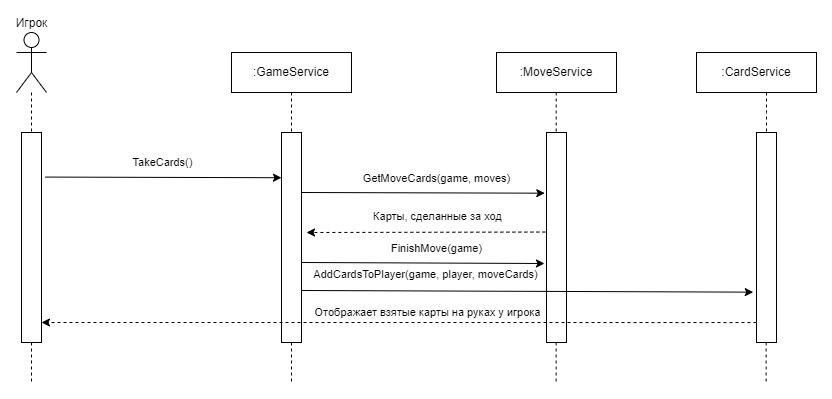 Игрок
:GameService
:MoveService
:CardService
TakeCards()
GetMoveCards(game, moves)
Карты, сделанные за ход
FinishMove(game)
AddCardsToPlayer(game, player, moveCards)
Отображает взятые карты на руках у игрока